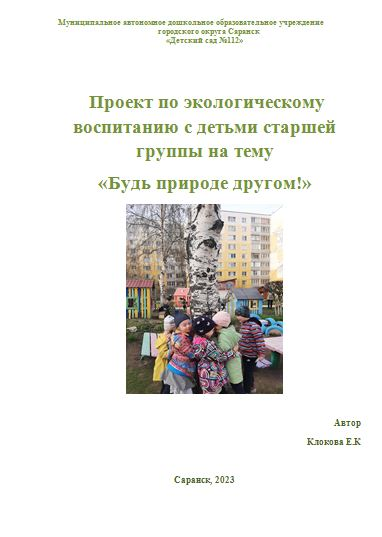 Муниципальное автономное дошкольное образовательное учреждение
городского округа Саранск
«Детский сад №112»
Проект по экологическому
воспитанию с детьми старшей
группы на тему
«Будь природе другом!»
Автор
Клокова Е.К
Саранск, 2023